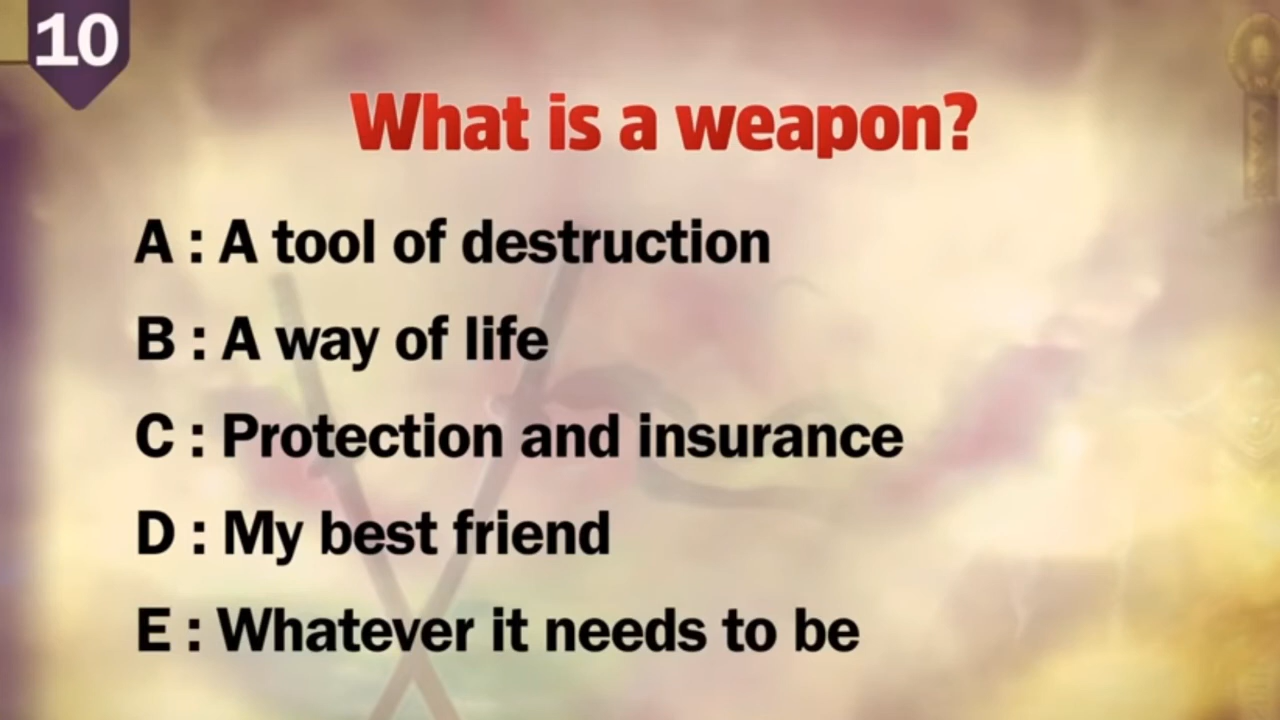 10
What is a weapon?
A : A tool of destruction
B : A way of life
C : Protection and insurance
D : My best friend
E : Whatever it needs to be